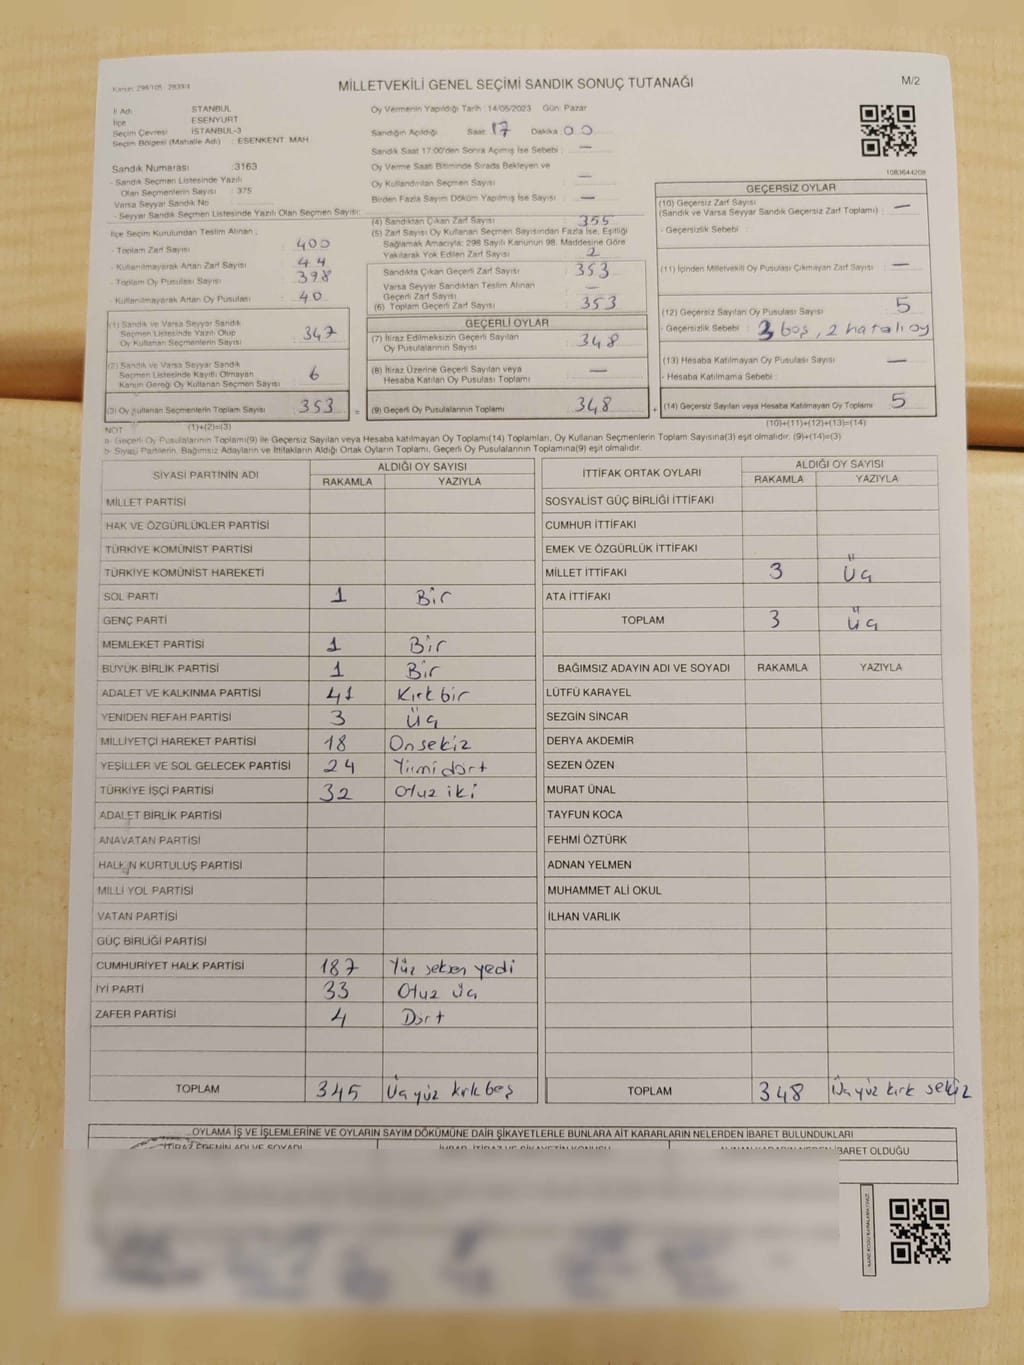 Kanun: 298/105 - 2839/4
MİLLETVEKİLİ GENEL SEÇİMİ SANDIK SONUÇ TUTANAĞI
M/2
İl Adı STANBUL
İlçe ESENYURT
Seçim Çevresi İSTANBUL-3
Seçim Bölgesi (Mahalle Adı) : ESENKENT MAH
Sandık Numarası :3163
- Sandık Seçmen Listesinde Yazılı
Olan Seçmenlerin Sayısı : 375
Varsa Seyyar Sandık No
- Seyyar Sandık Seçmen Listesinde Yazılı Olan Seçmen Sayısı:
İlçe Seçim Kurulundan Teslim Alınan :
- Toplam Zarf Sayısı : 400
- Kullanılmayarak Artan Zarf Sayısı : 44
- Toplam Oy Pusulası Sayısı : 398
- Kullanılmayarak Artan Oy Pusulası : 40
(1) Sandık ve Varsa Seyyar Sandık
Seçmen Listesinde Yazılı Olup
Oy Kullanan Seçmenlerin Sayısı : 347
(2) Sandık ve Varsa Seyyar Sandık
Seçmen Listesinde Kayıtlı Olmayan
Kanun Gereği Oy Kullanan Seçmen Sayısı : 6
(3) Oy Kullanan Seçmenlerin Toplam Sayısı : 353 =
Oy Vermenin Yapıldığı Tarih : 14/05/2023 Gün: Pazar
Sandığın Açıldığı Saat 17 Dakika 00
Sandık Saat 17:00'den Sonra Açılmış İse Sebebi : —
Oy Verme Saati Bitiminde Sırada Bekleyen ve
Oy Kullandırılan Seçmen Sayısı : —
Birden Fazla Sayım Döküm Yapılmış İse Sayısı : —
(4) Sandıktan Çıkan Zarf Sayısı : 355
(5) Zarf Sayısı Oy Kullanan Seçmen Sayısından Fazla İse, Eşitliği
Sağlamak Amacıyla; 298 Sayılı Kanunun 98. Maddesine Göre
Yakılarak Yok Edilen Zarf Sayısı : 2
Sandıkta Çıkan Geçerli Zarf Sayısı : 353
Varsa Seyyar Sandıktan Teslim Alınan
Geçerli Zarf Sayısı : —
(6) Toplam Geçerli Zarf Sayısı : 353
GEÇERLİ OYLAR
(7) İtiraz Edilmeksizin Geçerli Sayılan
Oy Pusulalarının Sayısı : 348
(8) İtiraz Üzerine Geçerli Sayılan veya
Hesaba Katılan Oy Pusulası Toplamı : —
(9) Geçerli Oy Pusulalarının Toplamı : 348 +
1083644208
GEÇERSİZ OYLAR
(10) Geçersiz Zarf Sayısı
(Sandık ve Varsa Seyyar Sandık Geçersiz Zarf Toplamı) : —
- Geçersizlik Sebebi :
(11) İçinden Milletvekili Oy Pusulası Çıkmayan Zarf Sayısı : —
(12) Geçersiz Sayılan Oy Pusulası Sayısı : 5
- Geçersizlik Sebebi : 3 boş, 2 hatalı oy
(13) Hesaba Katılmayan Oy Pusulası Sayısı : —
- Hesaba Katılmama Sebebi :
(14) Geçersiz Sayılan veya Hesaba Katılmayan Oy Toplamı : 5
NOT (1)+(2)=(3) (10)+(11)+(12)+(13)=(14)
a- Geçerli Oy Pusulalarının Toplamı(9) ile Geçersiz Sayılan veya Hesaba katılmayan Oy Toplamı(14) Toplamları, Oy Kullanan Seçmenlerin Toplam Sayısına(3) eşit olmalıdır. (9)+(14)=(3)
b- Siyasi Partilerin, Bağımsız Adayların ve İttifakların Aldığı Ortak Oyların Toplamı, Geçerli Oy Pusulalarının Toplamına(9) eşit olmalıdır.
SİYASİ PARTİNİN ADI ALDIĞI OY SAYISI
RAKAMLA YAZIYLA
MİLLET PARTİSİ
HAK VE ÖZGÜRLÜKLER PARTİSİ
TÜRKİYE KOMÜNİST PARTİSİ
TÜRKİYE KOMÜNİST HAREKETİ
SOL PARTİ 1 Bir
GENÇ PARTİ
MEMLEKET PARTİSİ 1 Bir
BÜYÜK BİRLİK PARTİSİ 1 Bir
ADALET VE KALKINMA PARTİSİ 41 Kırk bir
YENİDEN REFAH PARTİSİ 3 Üç
MİLLİYETÇİ HAREKET PARTİSİ 18 Onsekiz
YEŞİLLER VE SOL GELECEK PARTİSİ 24 Yirmi dört
TÜRKİYE İŞÇİ PARTİSİ 32 Otuz iki
ADALET BİRLİK PARTİSİ
ANAVATAN PARTİSİ
HALKIN KURTULUŞ PARTİSİ
MİLLİ YOL PARTİSİ
VATAN PARTİSİ
GÜÇ BİRLİĞİ PARTİSİ
CUMHURİYET HALK PARTİSİ 187 Yüz seksen yedi
İYİ PARTİ 33 Otuz üç
ZAFER PARTİSİ 4 Dört
TOPLAM 345 Üçyüz kırk beş
İTTİFAK ORTAK OYLARI ALDIĞI OY SAYISI
RAKAMLA YAZIYLA
SOSYALİST GÜÇ BİRLİĞİ İTTİFAKI
CUMHUR İTTİFAKI
EMEK VE ÖZGÜRLÜK İTTİFAKI
MİLLET İTTİFAKI 3 Üç
ATA İTTİFAKI
TOPLAM 3 Üç
BAĞIMSIZ ADAYIN ADI VE SOYADI RAKAMLA YAZIYLA
LÜTFÜ KARAYEL
SEZGİN SİNCAR
DERYA AKDEMİR
SEZEN ÖZEN
MURAT ÜNAL
TAYFUN KOCA
FEHMİ ÖZTÜRK
ADNAN YELMEN
MUHAMMET ALİ OKUL
İLHAN VARLIK
TOPLAM 348 Üçyüz kırk sekiz
OYLAMA İŞ VE İŞLEMLERİNE VE OYLARIN SAYIM DÖKÜMÜNE DAİR ŞİKAYETLERLE BUNLARA AİT KARARLARIN NELERDEN İBARET BULUNDUKLARI
İTİRAZ EDENİN ADI VE SOYADI
İBARET OLDUĞU